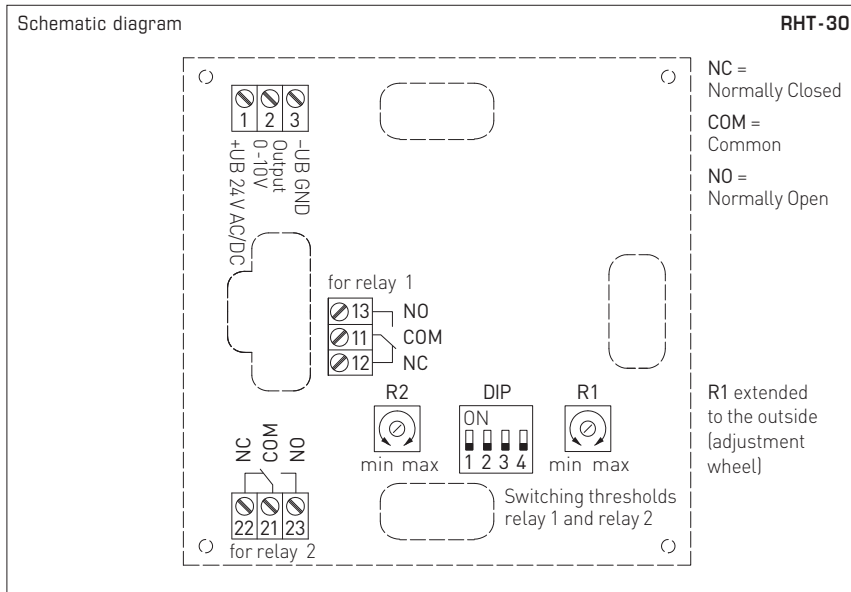 Schematic diagram
RHT-30
NC =
Normally Closed
COM =
Common
NO =
Normally Open
1 2 3
+UB 24V AC/DC
Output
0-10V
-UB GND
for relay 1
13 NO
11 COM
12 NC
R2 DIP R1
ON
1 2 3 4
min max
min max
R1 extended
to the outside
(adjustment
wheel)
Switching thresholds
relay 1 and relay 2
NC COM NO
22 21 23
for relay 2